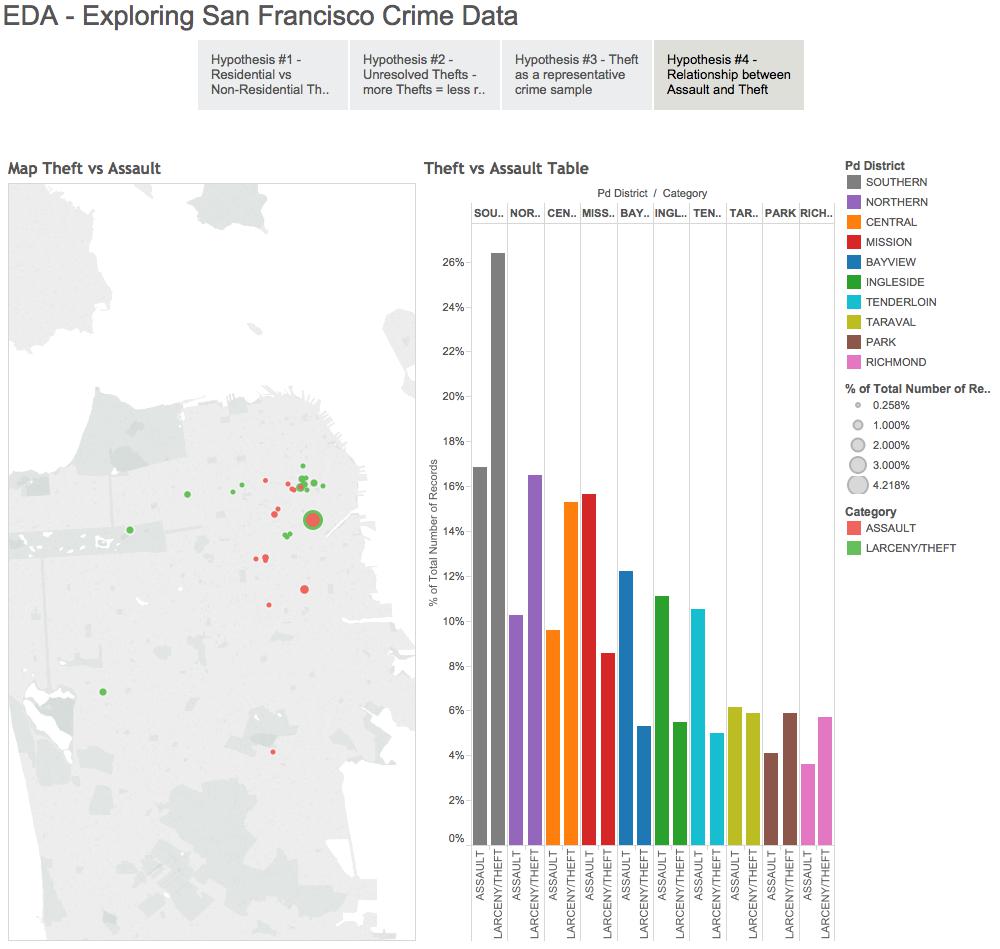 EDA - Exploring San Francisco Crime Data
Hypothesis #1 -
Residential vs
Non-Residential Th..
Hypothesis #2 -
Unresolved Thefts -
more Thefts = less r..
Hypothesis #3 - Theft
as a representative
crime sample
Hypothesis #4 -
Relationship between
Assault and Theft
Map Theft vs Assault
Theft vs Assault Table
Pd District / Category
SOU.. NOR.. CEN.. MISS.. BAY.. INGL.. TEN.. TAR.. PARK RICH..
% of Total Number of Records
26%
24%
22%
20%
18%
16%
14%
12%
10%
8%
6%
4%
2%
0%
ASSAULT
LARCENY/THEFT
ASSAULT
LARCENY/THEFT
ASSAULT
LARCENY/THEFT
ASSAULT
LARCENY/THEFT
ASSAULT
LARCENY/THEFT
ASSAULT
LARCENY/THEFT
ASSAULT
LARCENY/THEFT
ASSAULT
LARCENY/THEFT
ASSAULT
LARCENY/THEFT
ASSAULT
LARCENY/THEFT
Pd District
SOUTHERN
NORTHERN
CENTRAL
MISSION
BAYVIEW
INGLESIDE
TENDERLOIN
TARAVAL
PARK
RICHMOND
% of Total Number of Re..
0.258%
1.000%
2.000%
3.000%
4.218%
Category
ASSAULT
LARCENY/THEFT